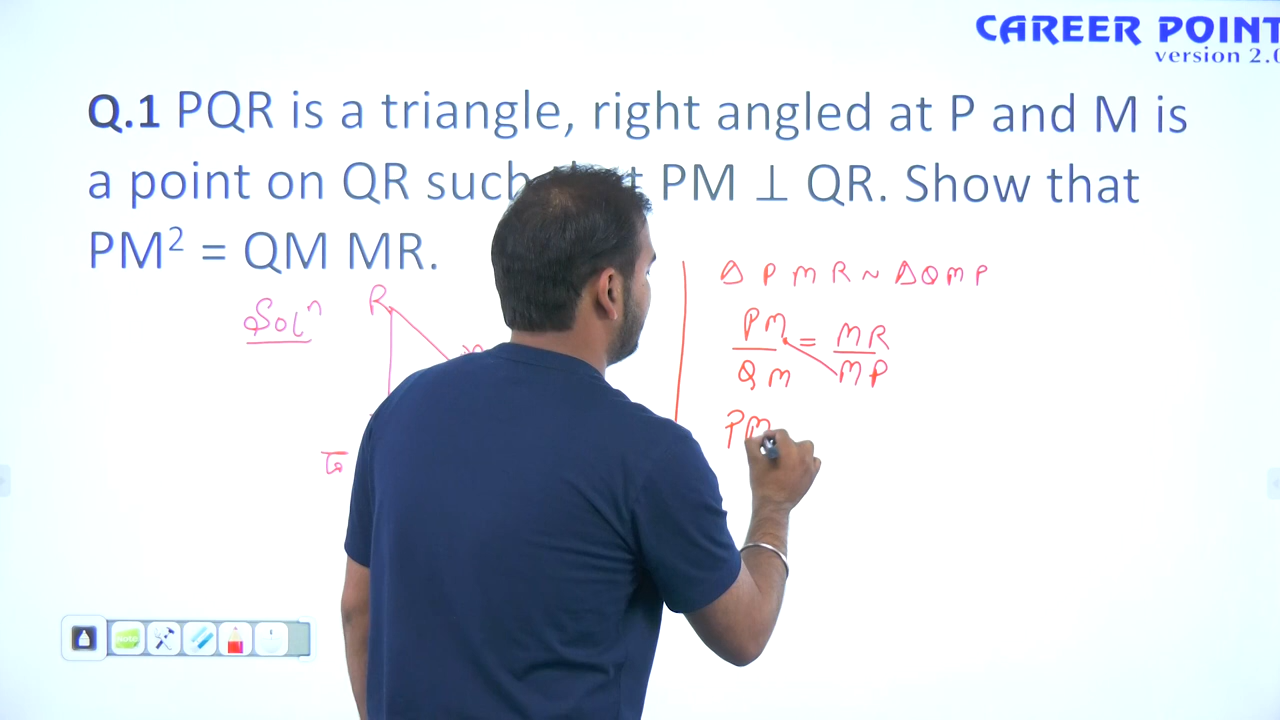 CAREER POINT
version 2.0
Q.1 PQR is a triangle, right angled at P and M is
a point on QR such PM ⊥ QR. Show that
PM² = QM MR.
Solⁿ
R
Δ P M R ~ Δ Q M P
PM = MR
QM MP
PM